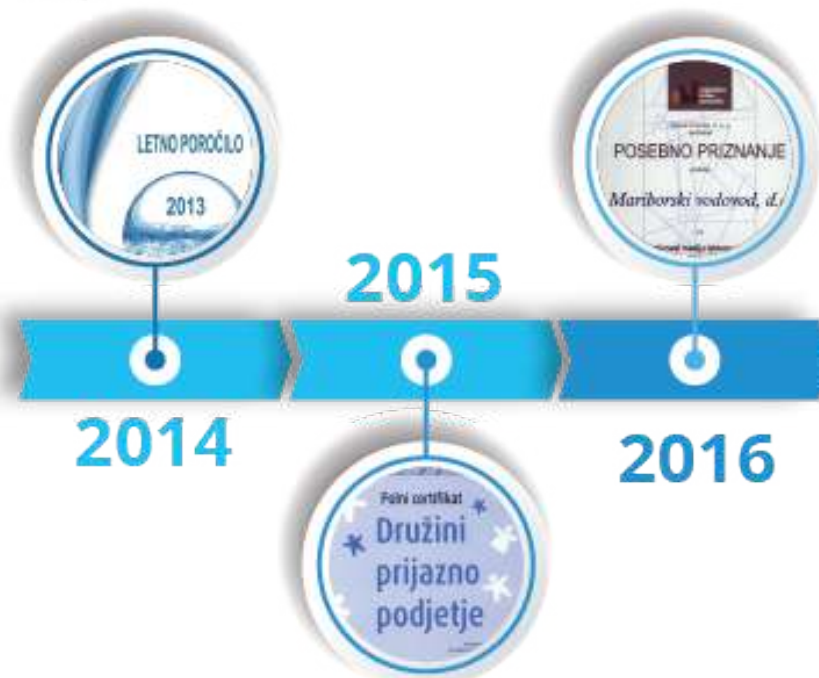 LETNO POROČILO
2013
POSEBNO PRIZNANJE
Mariborski vodovod, d.
2015
2014
2016
Polni certifikat
Družini
prijazno
podjetje